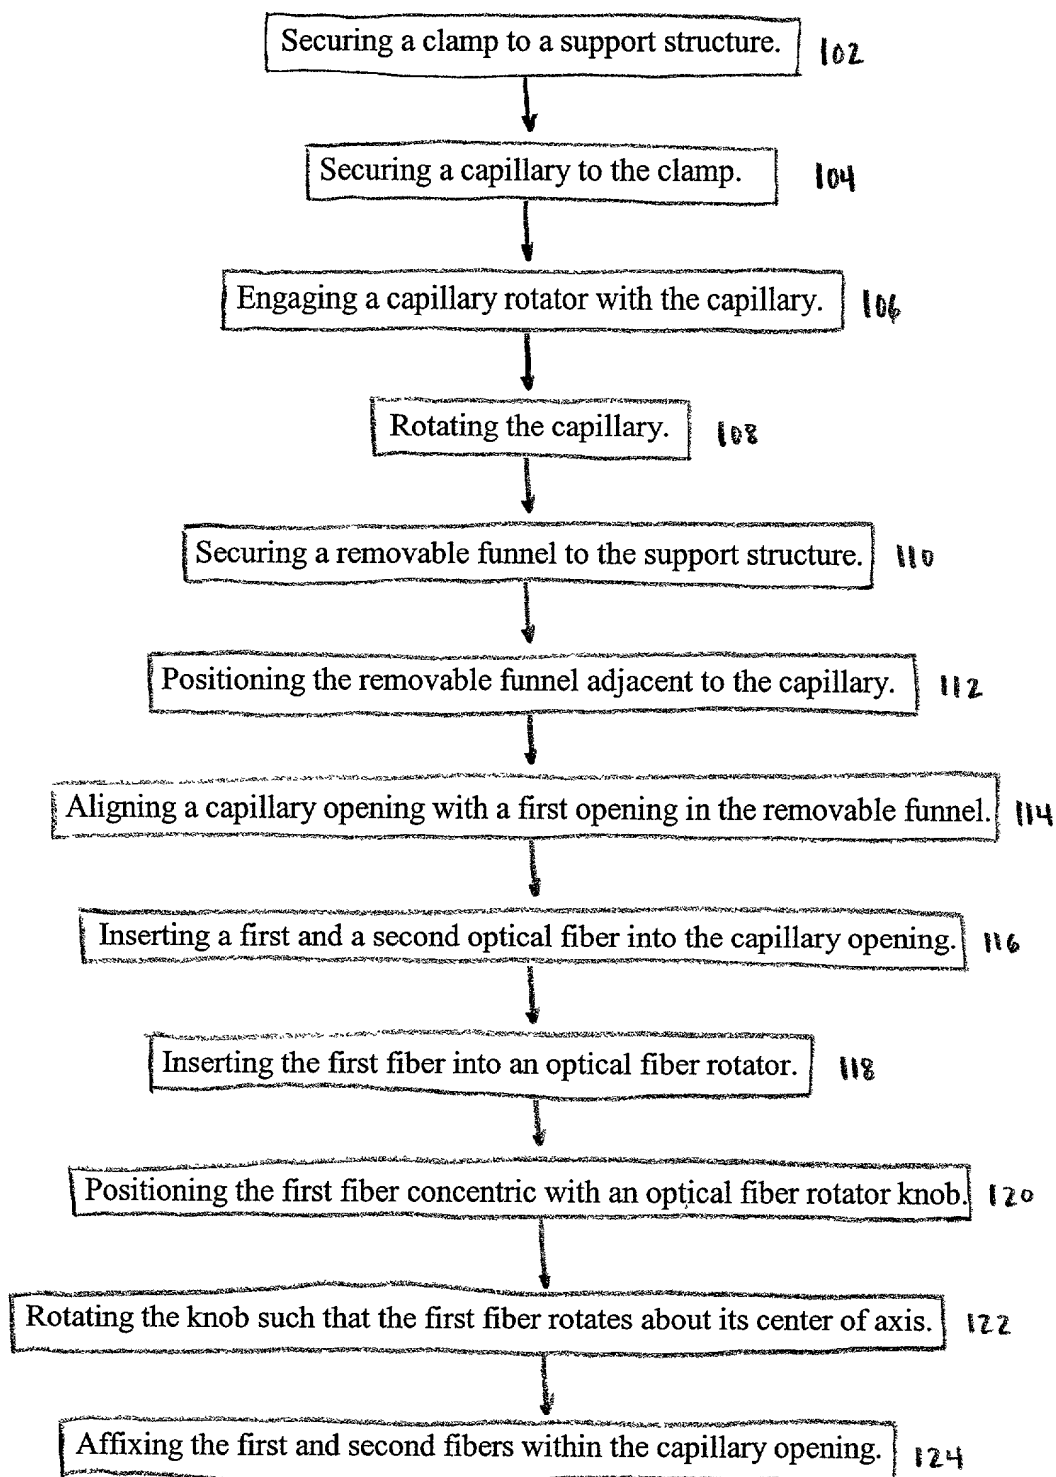 Securing a clamp to a support structure. 102
Securing a capillary to the clamp. 104
Engaging a capillary rotator with the capillary. 106
Rotating the capillary. 108
Securing a removable funnel to the support structure. 110
Positioning the removable funnel adjacent to the capillary. 112
Aligning a capillary opening with a first opening in the removable funnel. 114
Inserting a first and a second optical fiber into the capillary opening. 116
Inserting the first fiber into an optical fiber rotator. 118
Positioning the first fiber concentric with an optical fiber rotator knob. 120
Rotating the knob such that the first fiber rotates about its center of axis. 122
Affixing the first and second fibers within the capillary opening. 124